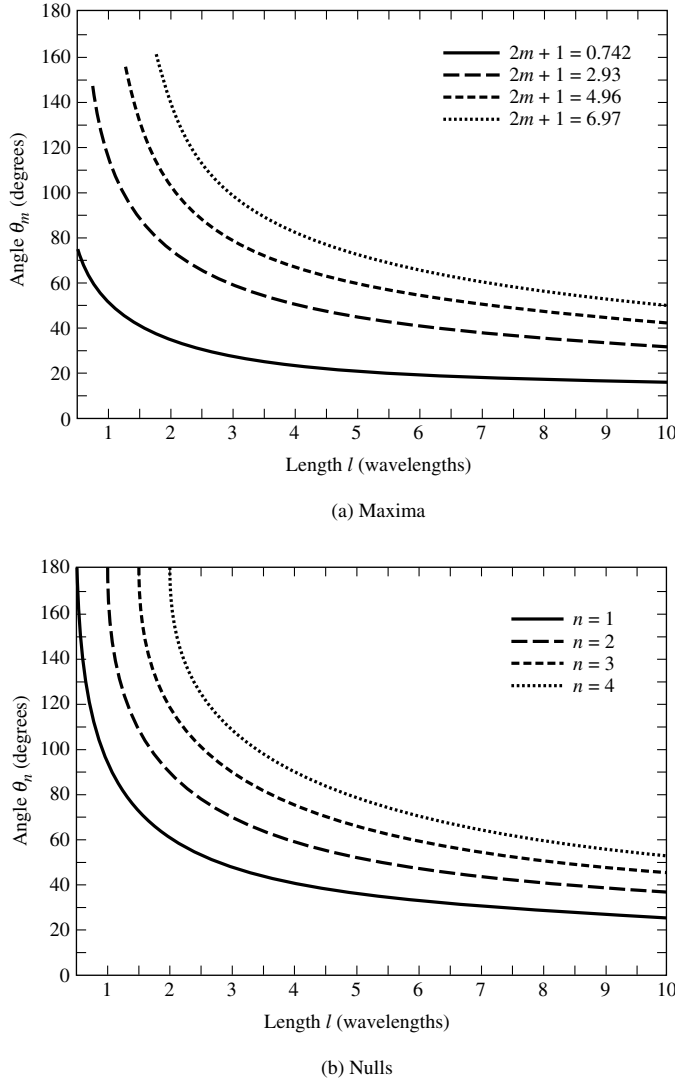 180
160
140
120
100
80
60
40
20
0
Angle θm (degrees)
2m + 1 = 0.742
2m + 1 = 2.93
2m + 1 = 4.96
2m + 1 = 6.97
1 2 3 4 5 6 7 8 9 10
Length l (wavelengths)
(a) Maxima
180
160
140
120
100
80
60
40
20
0
Angle θn (degrees)
n = 1
n = 2
n = 3
n = 4
1 2 3 4 5 6 7 8 9 10
Length l (wavelengths)
(b) Nulls